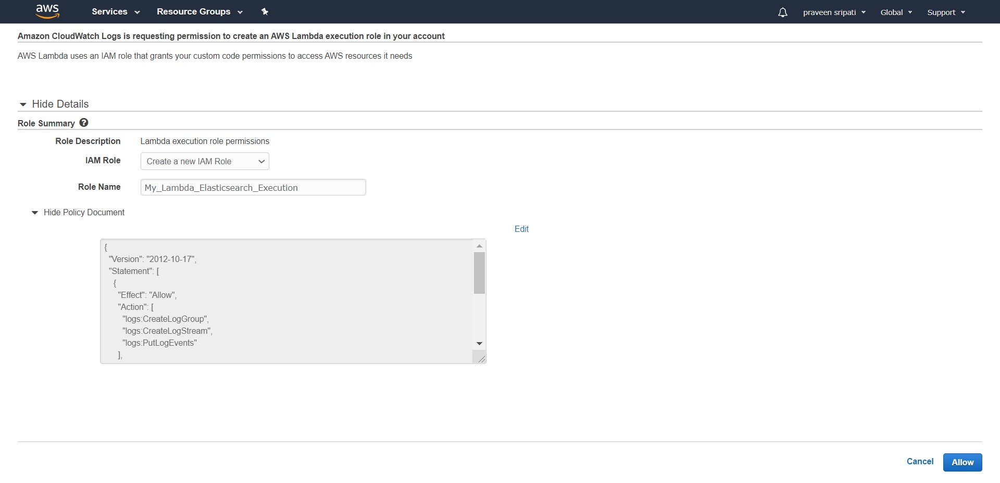 aws Services Resource Groups praveen sripati Global Support
Amazon CloudWatch Logs is requesting permission to create an AWS Lambda execution role in your account
AWS Lambda uses an IAM role that grants your custom code permissions to access AWS resources it needs
Hide Details
Role Summary ?
Role Description Lambda execution role permissions
IAM Role Create a new IAM Role
Role Name My_Lambda_Elasticsearch_Execution
Hide Policy Document
Edit
{
"Version": "2012-10-17",
"Statement": [
{
"Effect": "Allow",
"Action": [
"logs:CreateLogGroup",
"logs:CreateLogStream",
"logs:PutLogEvents"
],
Cancel Allow